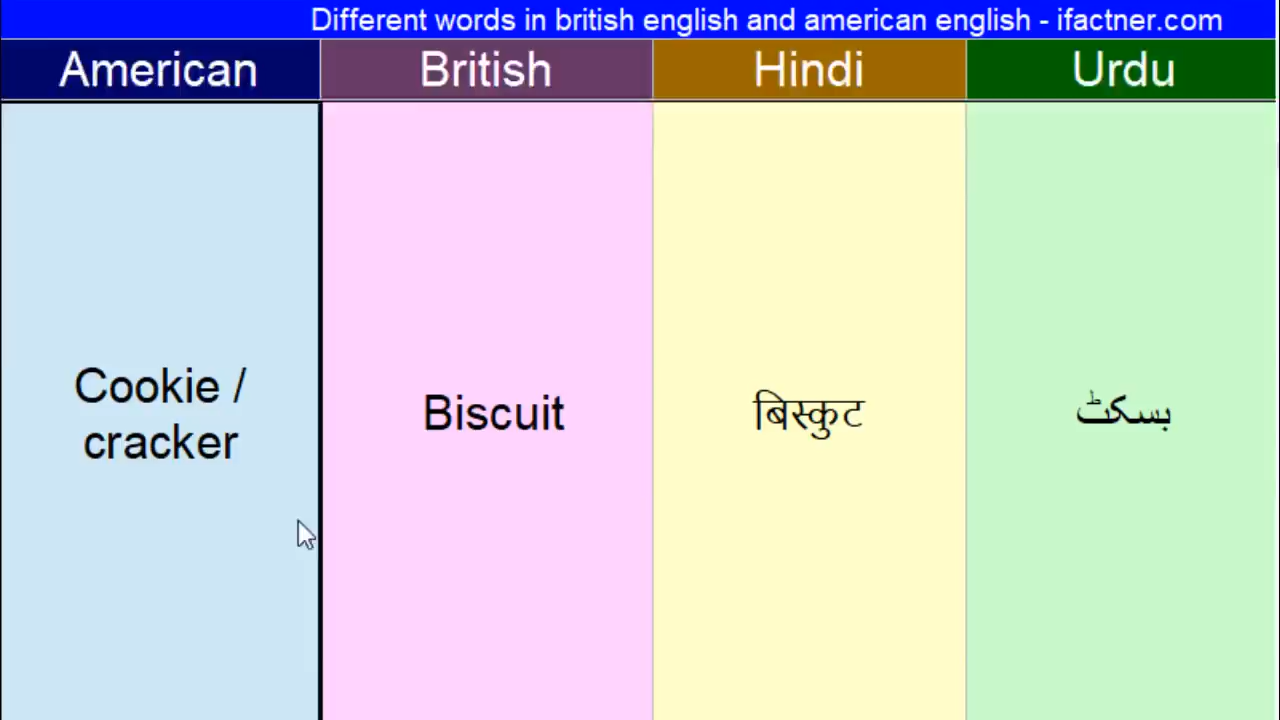 Different words in british english and american english - ifactner.com
American British Hindi Urdu
Cookie /
cracker
Biscuit
बिस्कुट
بسکٹ